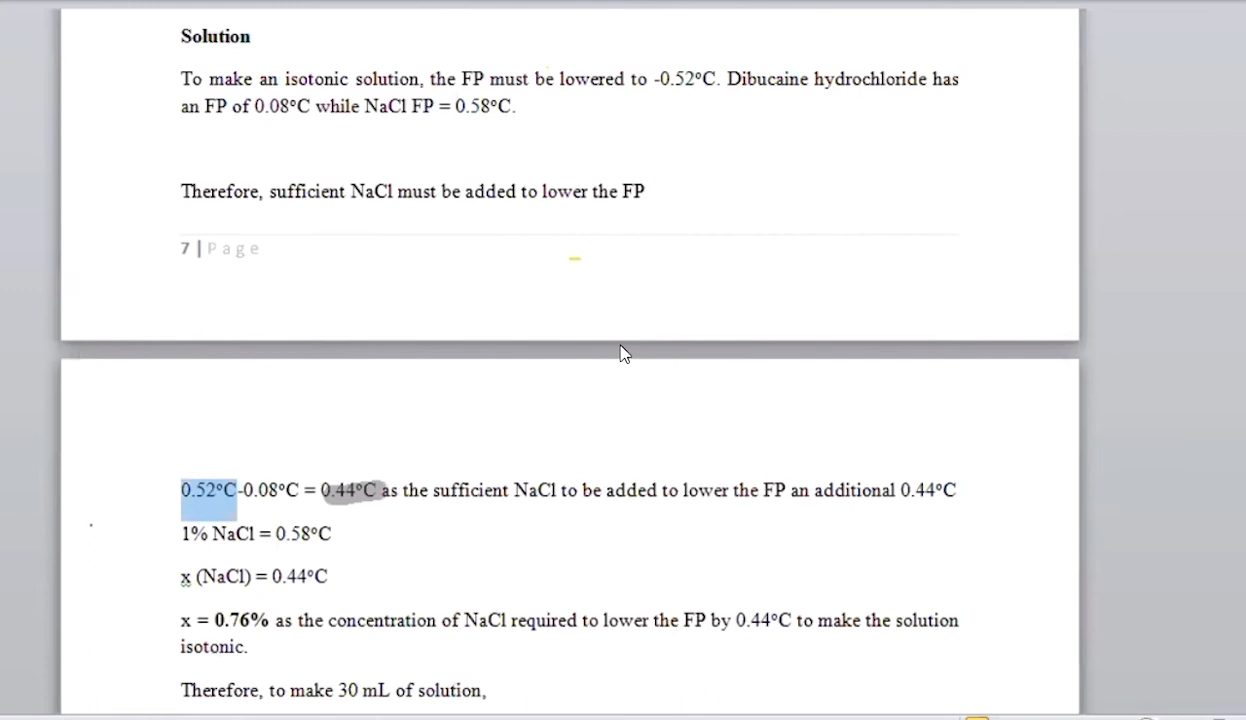 Solution
To make an isotonic solution, the FP must be lowered to -0.52°C. Dibucaine hydrochloride has
an FP of 0.08°C while NaCl FP = 0.58°C.
Therefore, sufficient NaCl must be added to lower the FP
7 | Page
0.52°C-0.08°C = 0.44°C as the sufficient NaCl to be added to lower the FP an additional 0.44°C
1% NaCl = 0.58°C
x (NaCl) = 0.44°C
x = 0.76% as the concentration of NaCl required to lower the FP by 0.44°C to make the solution
isotonic.
Therefore, to make 30 mL of solution,